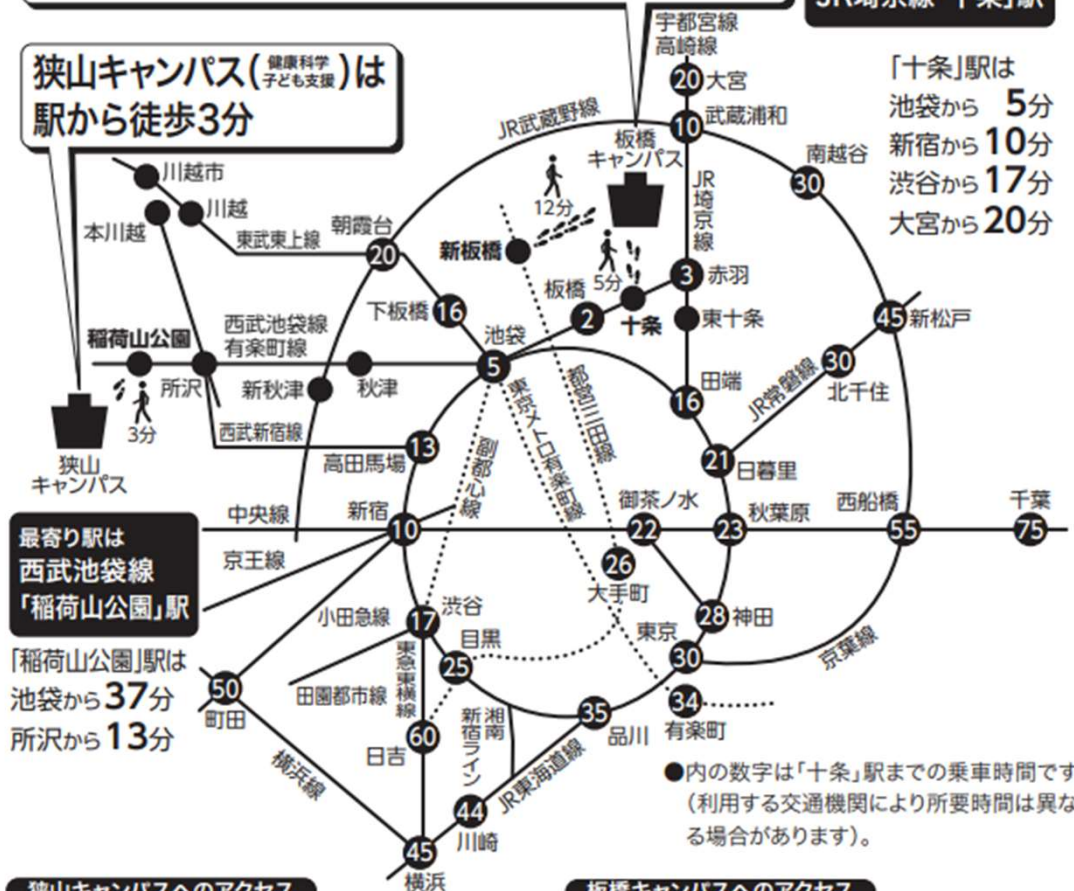 JR埼京線「十条」駅
狭山キャンパス(健康科学 子ども支援)は
駅から徒歩3分
宇都宮線
高崎線
20 大宮
10 武蔵浦和
JR武蔵野線
板橋
キャンパス
南越谷
30
「十条」駅は
池袋から 5分
新宿から 10分
渋谷から 17分
大宮から 20分
川越市
川越
本川越
東武東上線
朝霞台
20
新板橋
12分
5分
JR埼京線
3 赤羽
板橋
2
十条
東十条
下板橋
16
池袋
5
稲荷山公園
西武池袋線
有楽町線
所沢
新秋津
秋津
3分
狭山
キャンパス
西武新宿線
高田馬場
13
副都心線
東京メトロ有楽町線
都営三田線
田端
16
45 新松戸
30
北千住
JR常磐線
21
日暮里
中央線
新宿
10
御茶ノ水
22
23
秋葉原
西船橋
55
千葉
75
京王線
26
大手町
28 神田
東京
30
京葉線
34
有楽町
最寄り駅は
西武池袋線
「稲荷山公園」駅
「稲荷山公園」駅は
池袋から37分
所沢から13分
小田急線
17
渋谷
目黒
25
田園都市線
東急東横線
50
町田
横浜線
日吉
60
湘南
新宿ライン
35
品川
JR東海道線
44
川崎
45
横浜
●内の数字は「十条」駅までの乗車時間です
(利用する交通機関により所要時間は異な
る場合があります)。
狭山キャンパスへのアクセス
板橋キャンパスへのアクセス